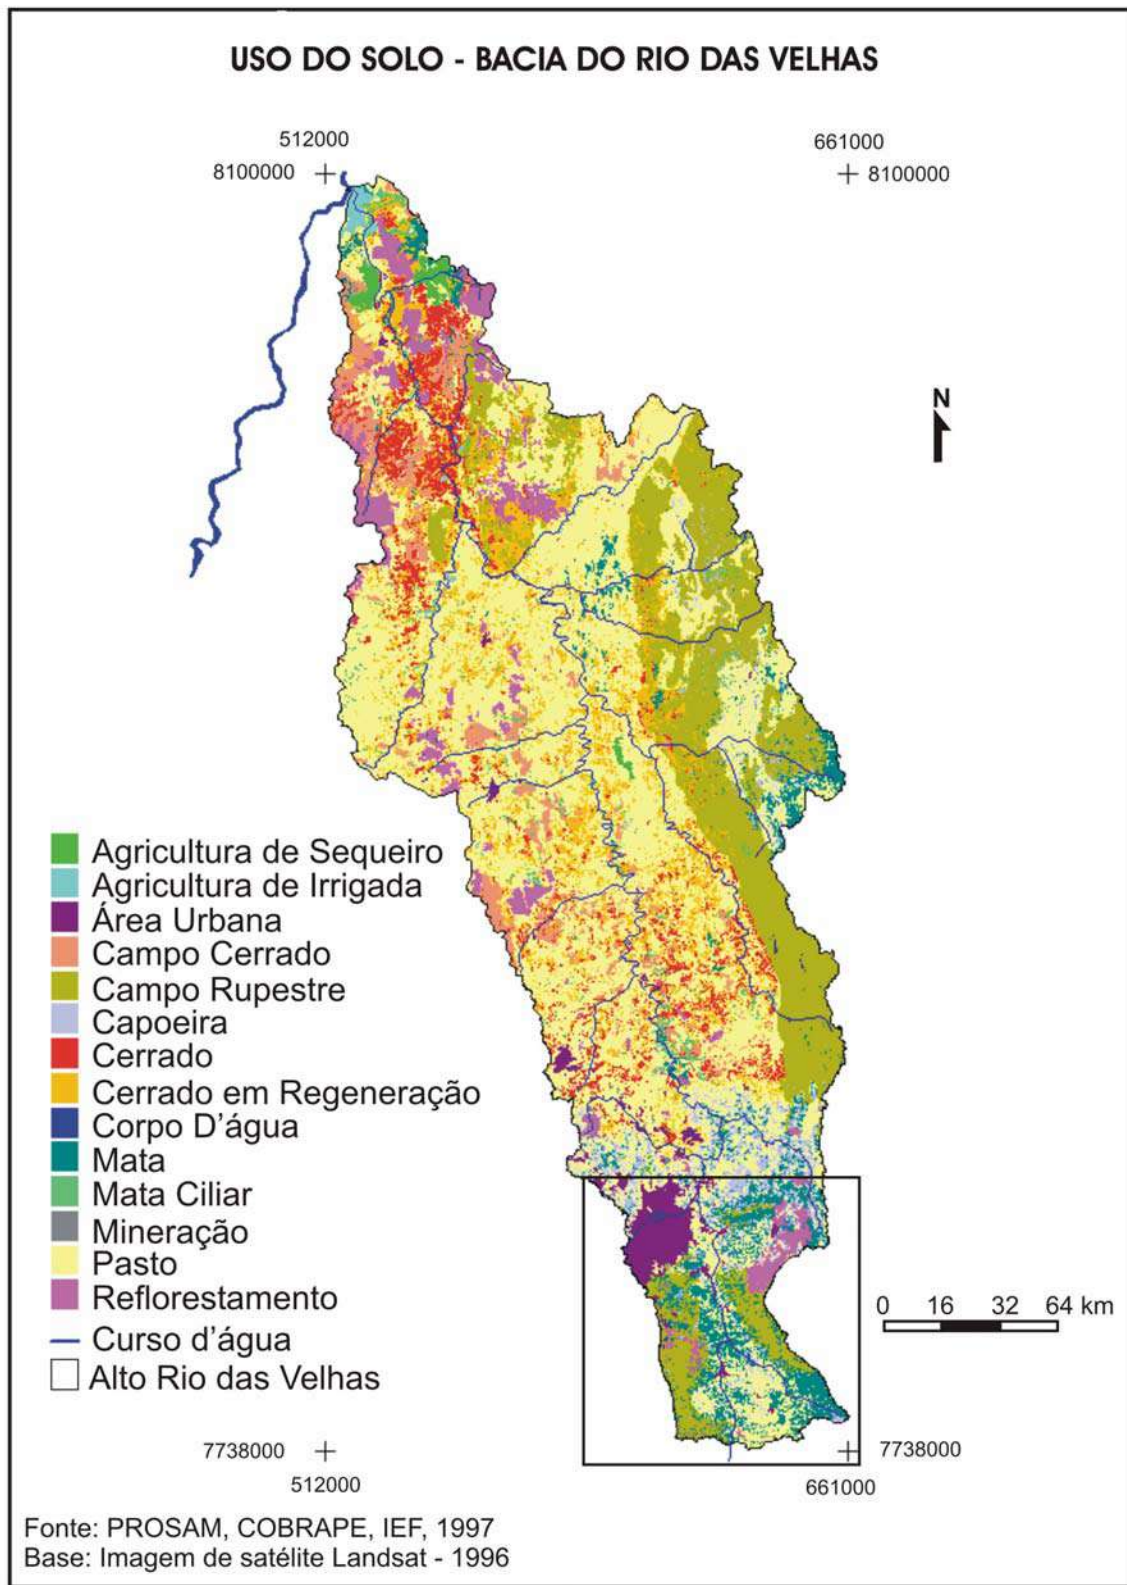 USO DO SOLO - BACIA DO RIO DAS VELHAS
512000
661000
8100000
8100000
N
Agricultura de Sequeiro
Agricultura de Irrigada
Área Urbana
Campo Cerrado
Campo Rupestre
Capoeira
Cerrado
Cerrado em Regeneração
Corpo D'água
Mata
Mata Ciliar
Mineração
Pasto
Reflorestamento
Curso d'água
Alto Rio das Velhas
0 16 32 64 km
7738000
7738000
512000
661000
Fonte: PROSAM, COBRAPE, IEF, 1997
Base: Imagem de satélite Landsat - 1996